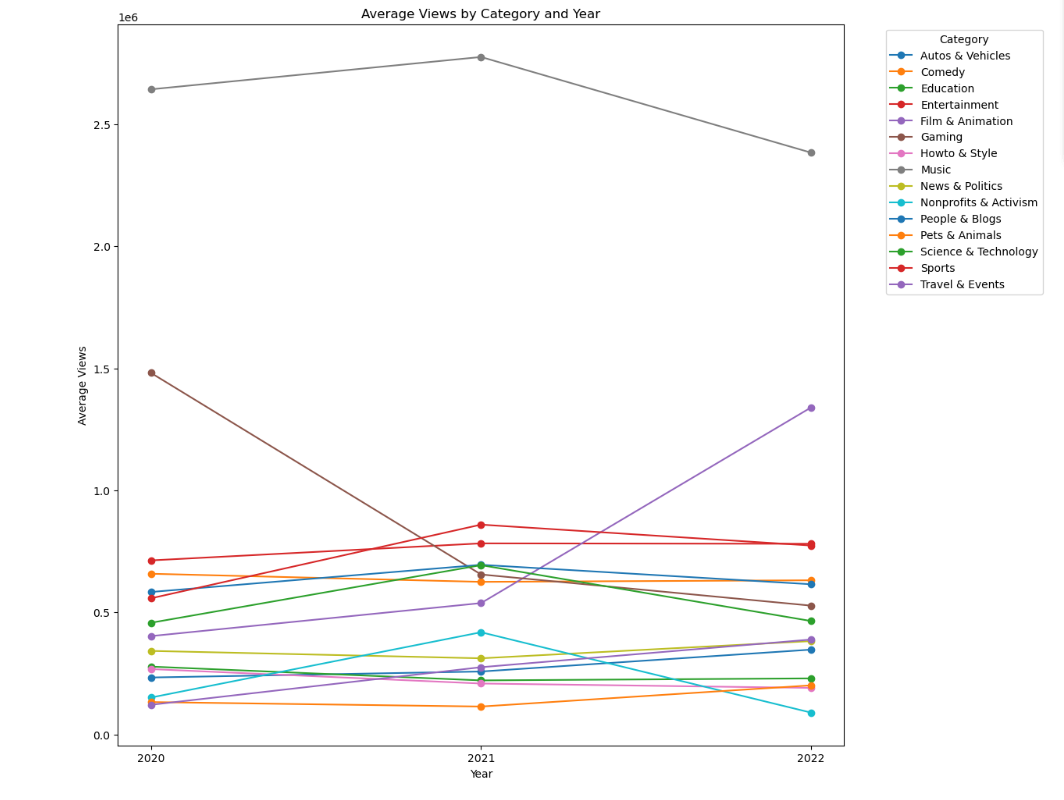 Average Views by Category and Year
1e6
2.5
2.0
1.5
1.0
0.5
0.0
Average Views
2020
2021
2022
Year
Category
Autos & Vehicles
Comedy
Education
Entertainment
Film & Animation
Gaming
Howto & Style
Music
News & Politics
Nonprofits & Activism
People & Blogs
Pets & Animals
Science & Technology
Sports
Travel & Events